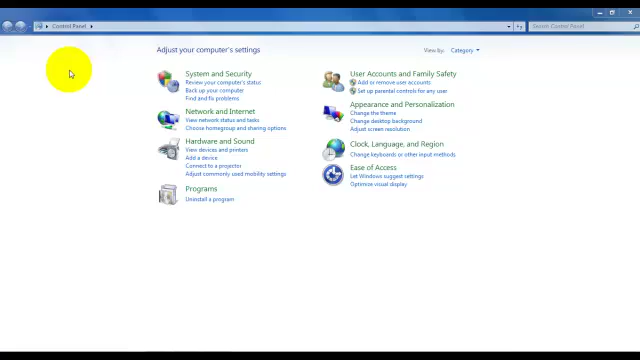 Control Panel
Search Control Panel
Adjust your computer's settings
View by: Category
System and Security
Review your computer's status
Back up your computer
Find and fix problems
Network and Internet
View network status and tasks
Choose homegroup and sharing options
Hardware and Sound
View devices and printers
Add a device
Connect to a projector
Adjust commonly used mobility settings
Programs
Uninstall a program
User Accounts and Family Safety
Add or remove user accounts
Set up parental controls for any user
Appearance and Personalization
Change the theme
Change desktop background
Adjust screen resolution
Clock, Language, and Region
Change keyboards or other input methods
Ease of Access
Let Windows suggest settings
Optimize visual display